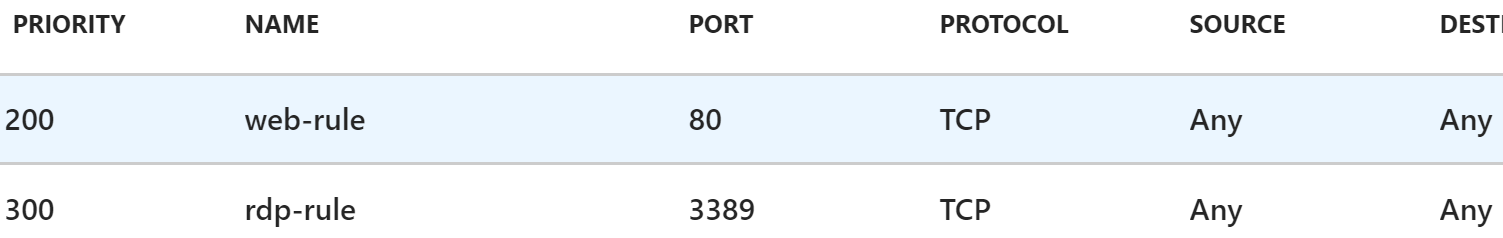 PRIORITY NAME PORT PROTOCOL SOURCE
200 web-rule 80 TCP Any Any
300 rdp-rule 3389 TCP Any Any